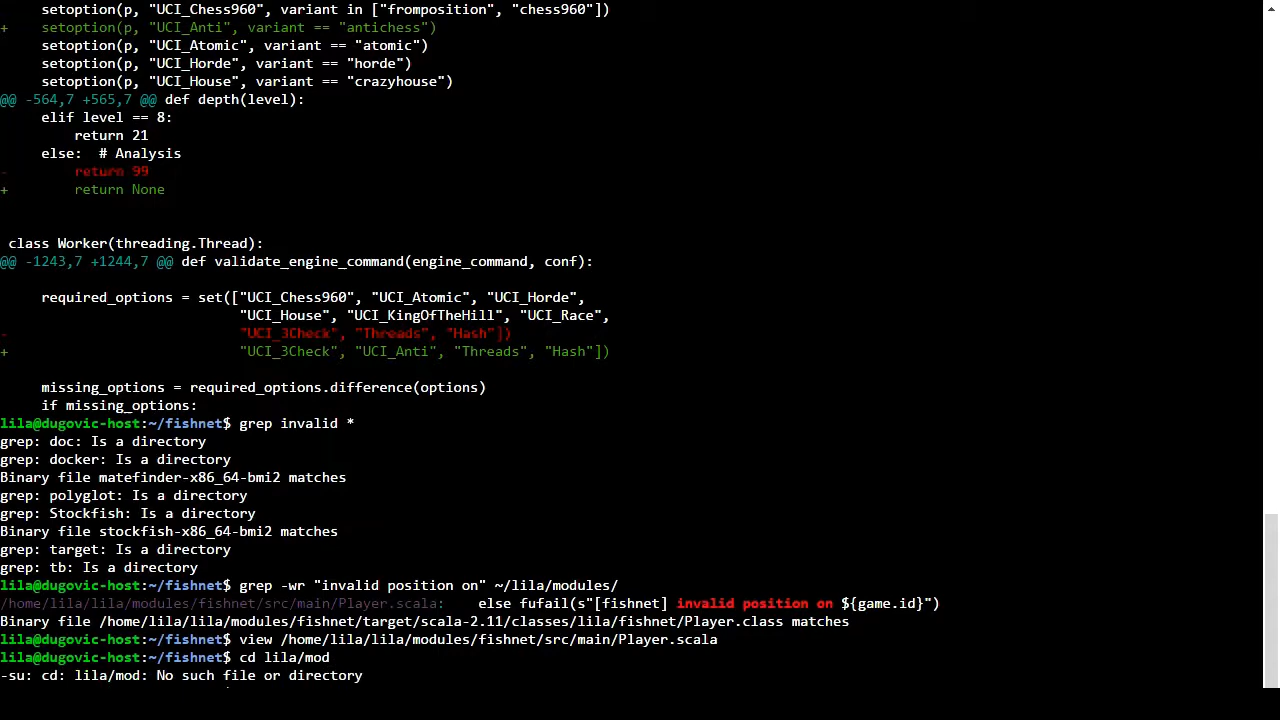 setoption(p, "UCI_Chess960", variant in ["fromposition", "chess960"])
+    setoption(p, "UCI_Anti", variant == "antichess")
     setoption(p, "UCI_Atomic", variant == "atomic")
     setoption(p, "UCI_Horde", variant == "horde")
     setoption(p, "UCI_House", variant == "crazyhouse")
@@ -564,7 +565,7 @@ def depth(level):
     elif level == 8:
         return 21
     else:  # Analysis
-        return 99
+        return None
 class Worker(threading.Thread):
@@ -1243,7 +1244,7 @@ def validate_engine_command(engine_command, conf):
     required_options = set(["UCI_Chess960", "UCI_Atomic", "UCI_Horde",
                             "UCI_House", "UCI_KingOfTheHill", "UCI_Race",
-                            "UCI_3Check", "Threads", "Hash"])
+                            "UCI_3Check", "UCI_Anti", "Threads", "Hash"])
     missing_options = required_options.difference(options)
     if missing_options:
lila@dugovic-host:~/fishnet$ grep invalid *
grep: doc: Is a directory
grep: docker: Is a directory
Binary file matefinder-x86_64-bmi2 matches
grep: polyglot: Is a directory
grep: Stockfish: Is a directory
Binary file stockfish-x86_64-bmi2 matches
grep: target: Is a directory
grep: tb: Is a directory
lila@dugovic-host:~/fishnet$ grep -wr "invalid position on" ~/lila/modules/
/home/lila/lila/modules/fishnet/src/main/Player.scala:    else fufail(s"[fishnet] invalid position on ${game.id}")
Binary file /home/lila/lila/modules/fishnet/target/scala-2.11/classes/lila/fishnet/Player.class matches
lila@dugovic-host:~/fishnet$ view /home/lila/lila/modules/fishnet/src/main/Player.scala
lila@dugovic-host:~/fishnet$ cd lila/mod
-su: cd: lila/mod: No such file or directory